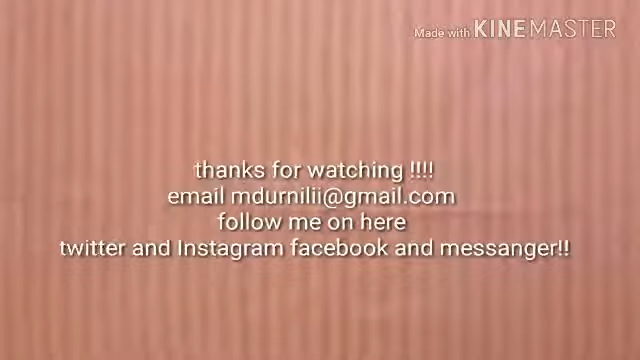 Made with KINEMASTER
thanks for watching !!!!
email mdurnilii@gmail.com
follow me on here
twitter and Instagram facebook and messanger!!